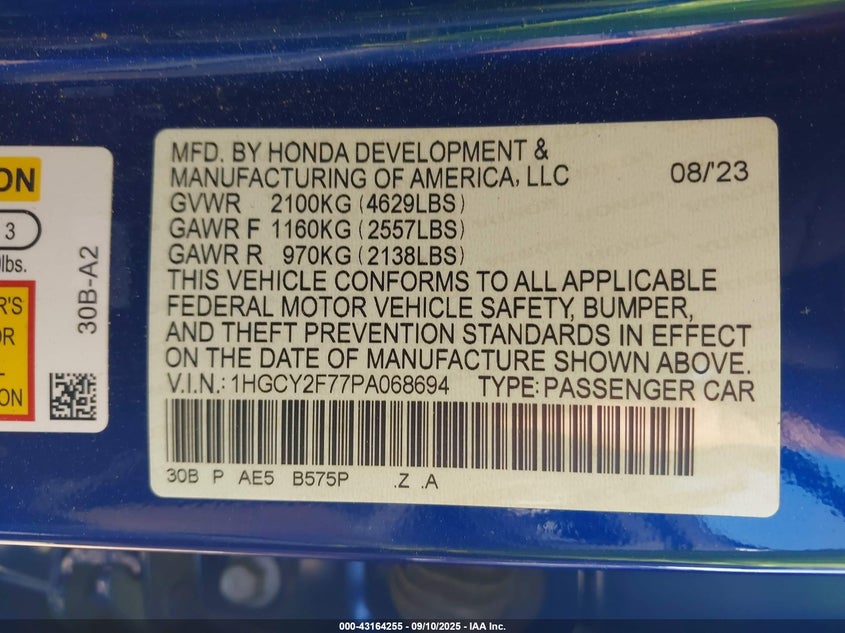 ON
3
lbs.
R'S
OR
L
ON
30B-A2
MFD. BY HONDA DEVELOPMENT &
MANUFACTURING OF AMERICA, LLC 08/'23
GVWR 2100KG (4629LBS)
GAWR F 1160KG (2557LBS)
GAWR R 970KG (2138LBS)
THIS VEHICLE CONFORMS TO ALL APPLICABLE
FEDERAL MOTOR VEHICLE SAFETY, BUMPER,
AND THEFT PREVENTION STANDARDS IN EFFECT
ON THE DATE OF MANUFACTURE SHOWN ABOVE.
V.I.N.: 1HGCY2F77PA068694 TYPE: PASSENGER CAR
30B P AE5 B575P .Z .A
000-43164255 - 09/10/2025 - IAA Inc.